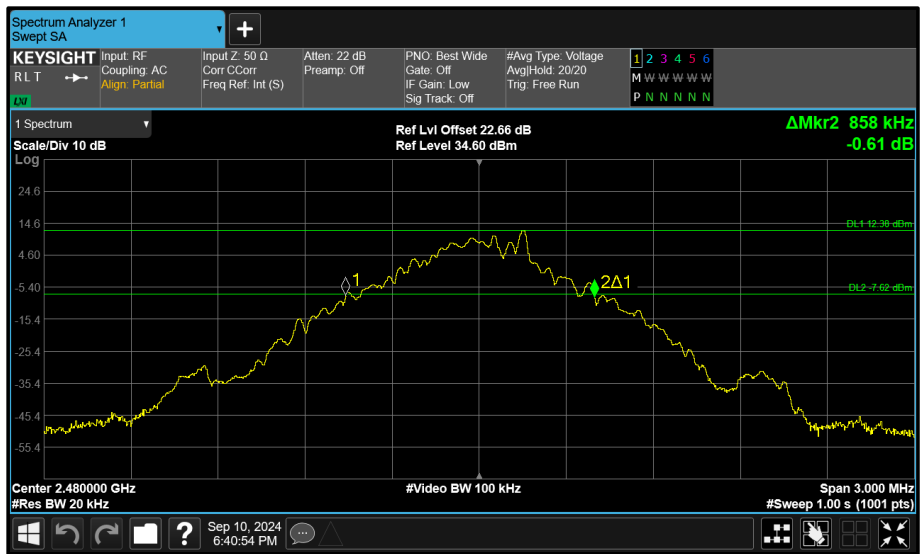 Spectrum Analyzer 1
Swept SA
+
KEYSIGHT
R L T
LXI
Input: RF
Coupling: AC
Align: Partial
Input Z: 50 Ω
Corr CCorr
Freq Ref: Int (S)
Atten: 22 dB
Preamp: Off
PNO: Best Wide
Gate: Off
IF Gain: Low
Sig Track: Off
#Avg Type: Voltage
Avg|Hold: 20/20
Trig: Free Run
1 2 3 4 5 6
M W W W W W
P N N N N N
1 Spectrum
Scale/Div 10 dB
Ref Lvl Offset 22.66 dB
Ref Level 34.60 dBm
ΔMkr2 858 kHz
-0.61 dB
Log
24.6
14.6
DL1 12.38 dBm
4.60
-5.40
1
2Δ1
DL2 -7.62 dBm
-15.4
-25.4
-35.4
-45.4
-55.4
Center 2.480000 GHz
#Video BW 100 kHz
Span 3.000 MHz
#Res BW 20 kHz
#Sweep 1.00 s (1001 pts)
?
Sep 10, 2024
6:40:54 PM